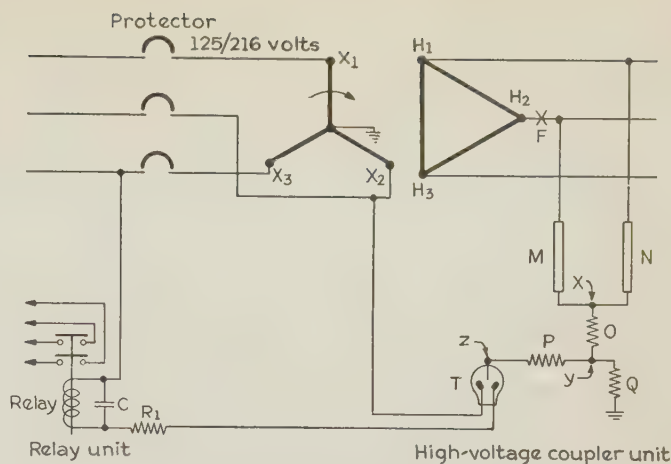 Protector
125/216 volts
X1
H1
H2
F
X3
X2
H3
M
N
X
O
Z
P
T
y
Q
Relay
C
R1
Relay unit
High-voltage coupler unit